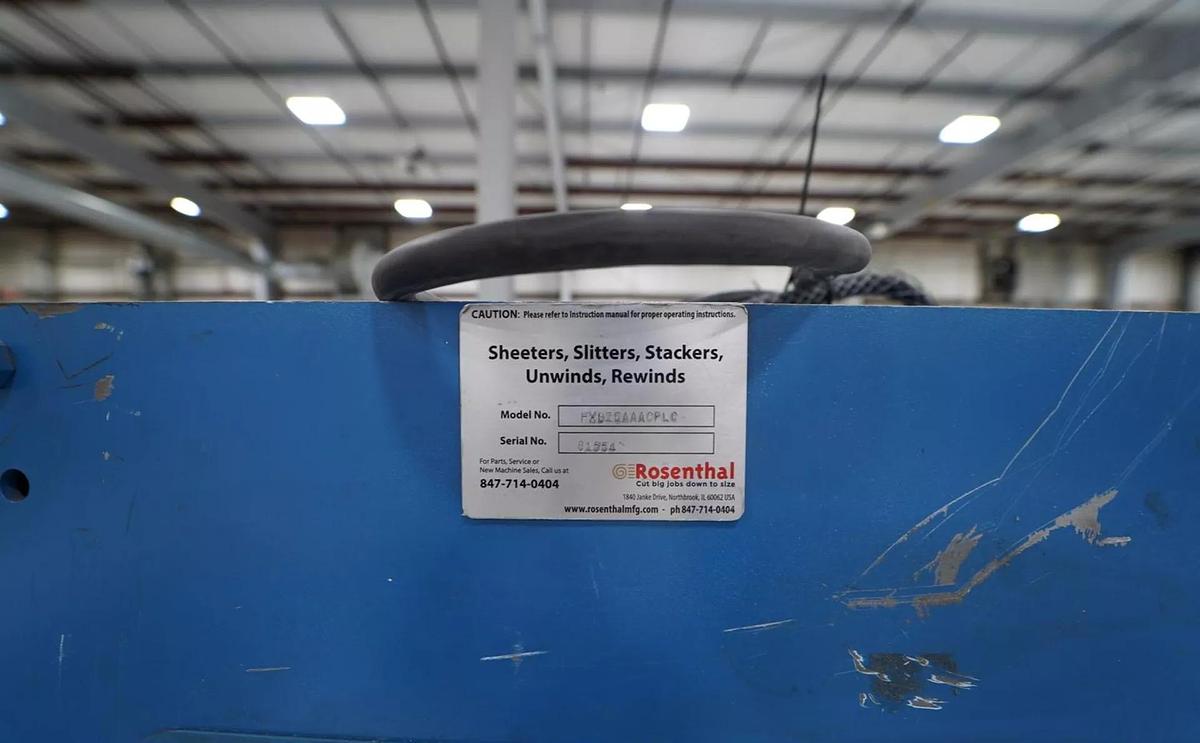 CAUTION: Please refer to Instruction manual for proper operating instructions.
Sheeters, Slitters, Stackers,
Unwinds, Rewinds
Model No.
Serial No.
For Parts, Service or
New Machine Sales, Call us at
847-714-0404
Rosenthal
Cut big jobs down to size
1840 Janke Drive, Northbrook, IL 60062 USA
www.rosenthalmfg.com - ph 847-714-0404